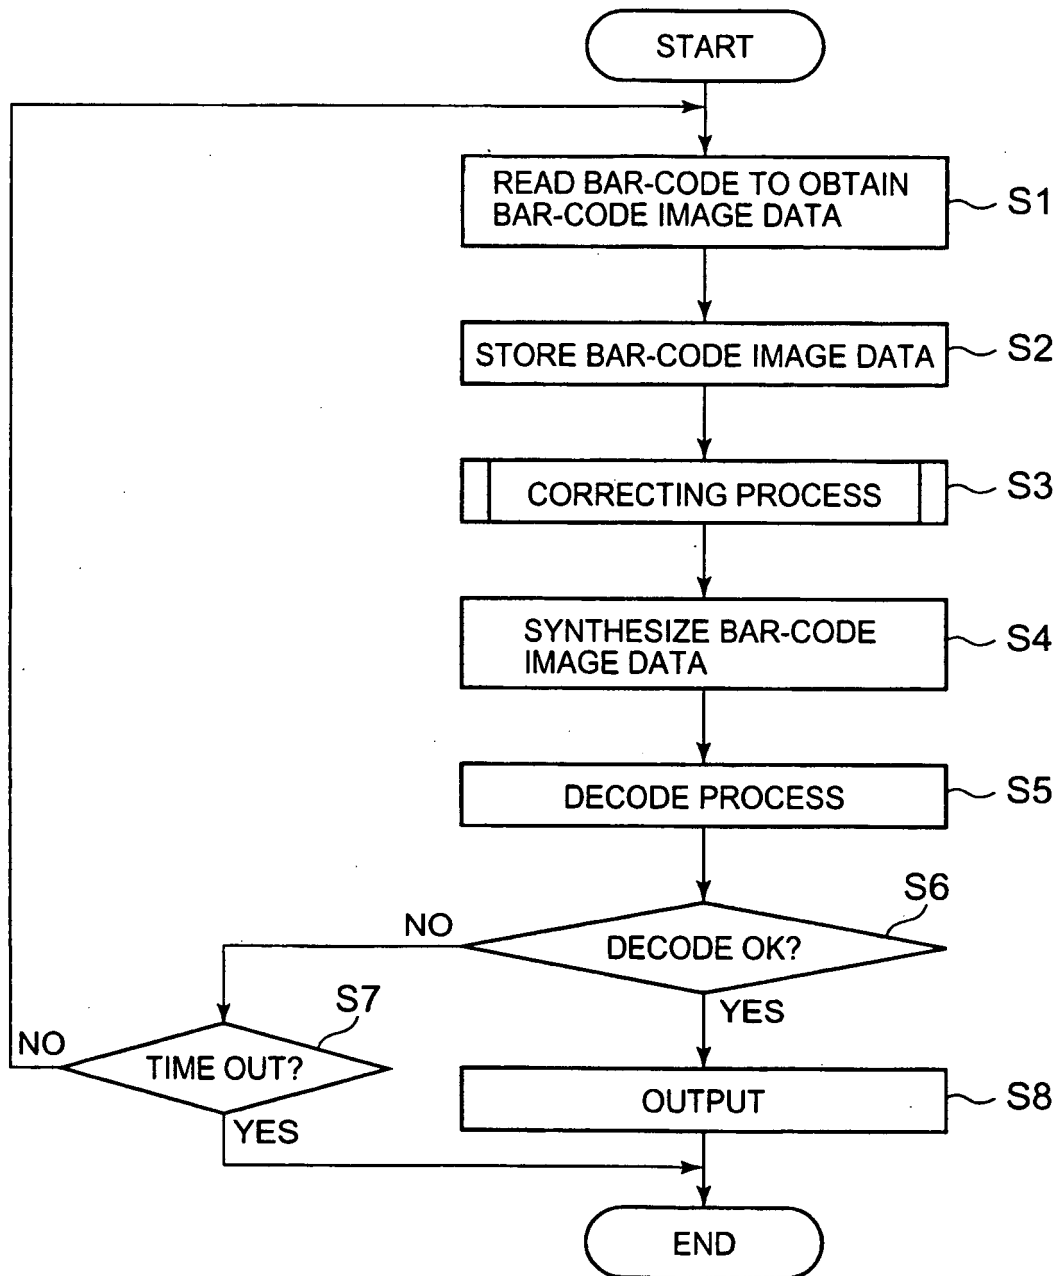 START
READ BAR-CODE TO OBTAIN
BAR-CODE IMAGE DATA
S1
STORE BAR-CODE IMAGE DATA
S2
CORRECTING PROCESS
S3
SYNTHESIZE BAR-CODE
IMAGE DATA
S4
DECODE PROCESS
S5
S6
NO
DECODE OK?
YES
S7
NO
TIME OUT?
YES
OUTPUT
S8
END